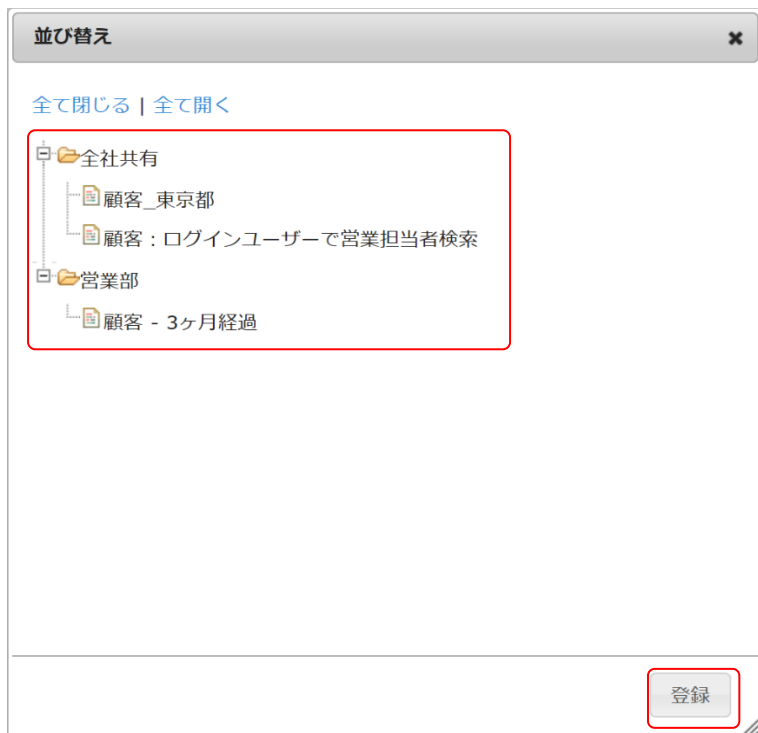 並び替え
全て閉じる | 全て開く
全社共有
顧客_東京都
顧客：ログインユーザーで営業担当者検索
営業部
顧客 - 3ヶ月経過
登録